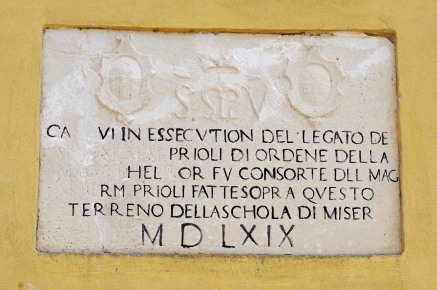 S. M V
CA VI IN ESSECVTION DEL LEGATO DE
PRIOLI DI ORDENE DELLA
HEL OR FV CONSORTE DLL MAG
RM PRIOLI FATTE SOPRA QVESTO
TERRENO DELLA SCHOLA DI MISER
M D LXIX